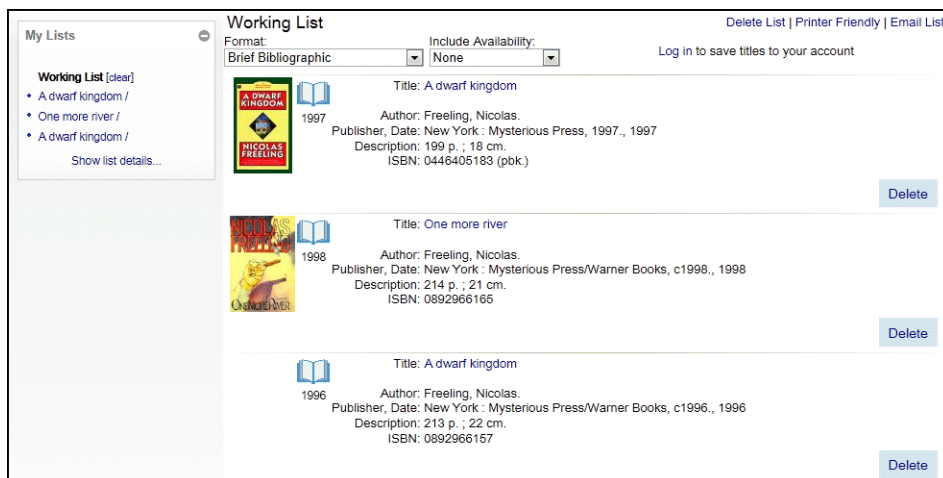 My Lists
Working List [clear]
A dwarf kingdom /
One more river /
A dwarf kingdom /
Show list details...
Working List
Delete List | Printer Friendly | Email List
Format:
Include Availability:
Brief Bibliographic
None
Log in to save titles to your account
A DWARF
KINGDOM
NICOLAS
FREELING
1997
Title: A dwarf kingdom
Author: Freeling, Nicolas.
Publisher, Date: New York : Mysterious Press, 1997., 1997
Description: 199 p. ; 18 cm.
ISBN: 0446405183 (pbk.)
Delete
NICOLAS
FREELING
ONE MORE RIVER
1998
Title: One more river
Author: Freeling, Nicolas.
Publisher, Date: New York : Mysterious Press/Warner Books, c1998., 1998
Description: 214 p. ; 21 cm.
ISBN: 0892966165
Delete
1996
Title: A dwarf kingdom
Author: Freeling, Nicolas.
Publisher, Date: New York : Mysterious Press/Warner Books, c1996., 1996
Description: 213 p. ; 22 cm.
ISBN: 0892966157
Delete